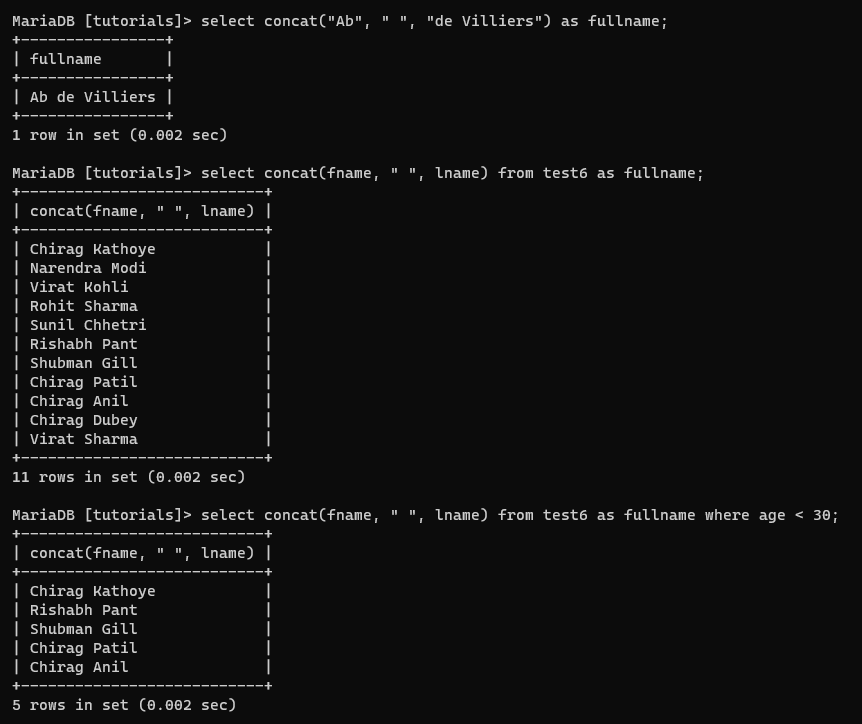 MariaDB [tutorials]> select concat("Ab", " ", "de Villiers") as fullname;
+----------------+
| fullname       |
+----------------+
| Ab de Villiers |
+----------------+
1 row in set (0.002 sec)

MariaDB [tutorials]> select concat(fname, " ", lname) from test6 as fullname;
+---------------------------+
| concat(fname, " ", lname) |
+---------------------------+
| Chirag Kathoye            |
| Narendra Modi             |
| Virat Kohli               |
| Rohit Sharma              |
| Sunil Chhetri             |
| Rishabh Pant              |
| Shubman Gill              |
| Chirag Patil              |
| Chirag Anil               |
| Chirag Dubey              |
| Virat Sharma              |
+---------------------------+
11 rows in set (0.002 sec)

MariaDB [tutorials]> select concat(fname, " ", lname) from test6 as fullname where age < 30;
+---------------------------+
| concat(fname, " ", lname) |
+---------------------------+
| Chirag Kathoye            |
| Rishabh Pant              |
| Shubman Gill              |
| Chirag Patil              |
| Chirag Anil               |
+---------------------------+
5 rows in set (0.002 sec)